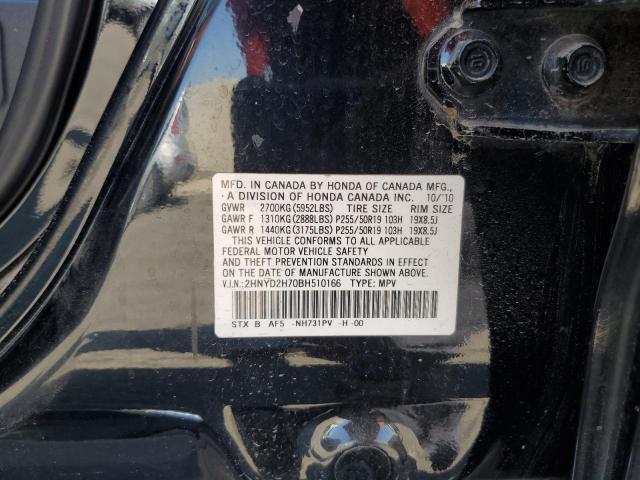 MFD. IN CANADA BY HONDA OF CANADA MFG.,
A DIVISION OF HONDA CANADA INC. 10/'10
GVWR 2700KG(5952LBS) TIRE SIZE RIM SIZE
GAWR F 1310KG(2888LBS) P255/50R19 103H 19X8.5J
GAWR R 1440KG(3175LBS) P255/50R19 103H 19X8.5J
THIS VEHICLE CONFORMS TO ALL APPLICABLE
FEDERAL MOTOR VEHICLE SAFETY
AND THEFT PREVENTION STANDARDS IN EFFECT
ON THE DATE OF MANUFACTURE SHOWN ABOVE.
V.I.N.:2HNYD2H70BH510166 TYPE: MPV
STX B AF5 -NH731PV -H-00